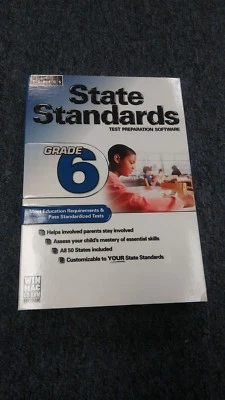 State
Standards
TEST PREPARATION SOFTWARE
GRADE
6
Meet Education Requirements &
Pass Standardized Tests
Helps involved parents stay involved
Assess your child's mastery of essential skills
All 50 States included
Customizable to YOUR State Standards
WIN
MAC